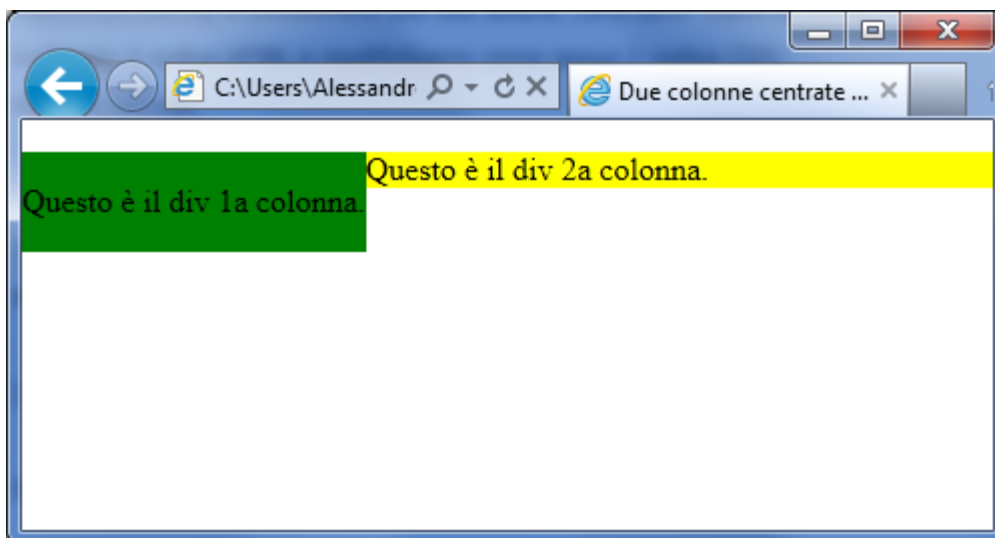 C:\Users\Alessandr
Due colonne centrate ...
Questo è il div 2a colonna.
Questo è il div 1a colonna.